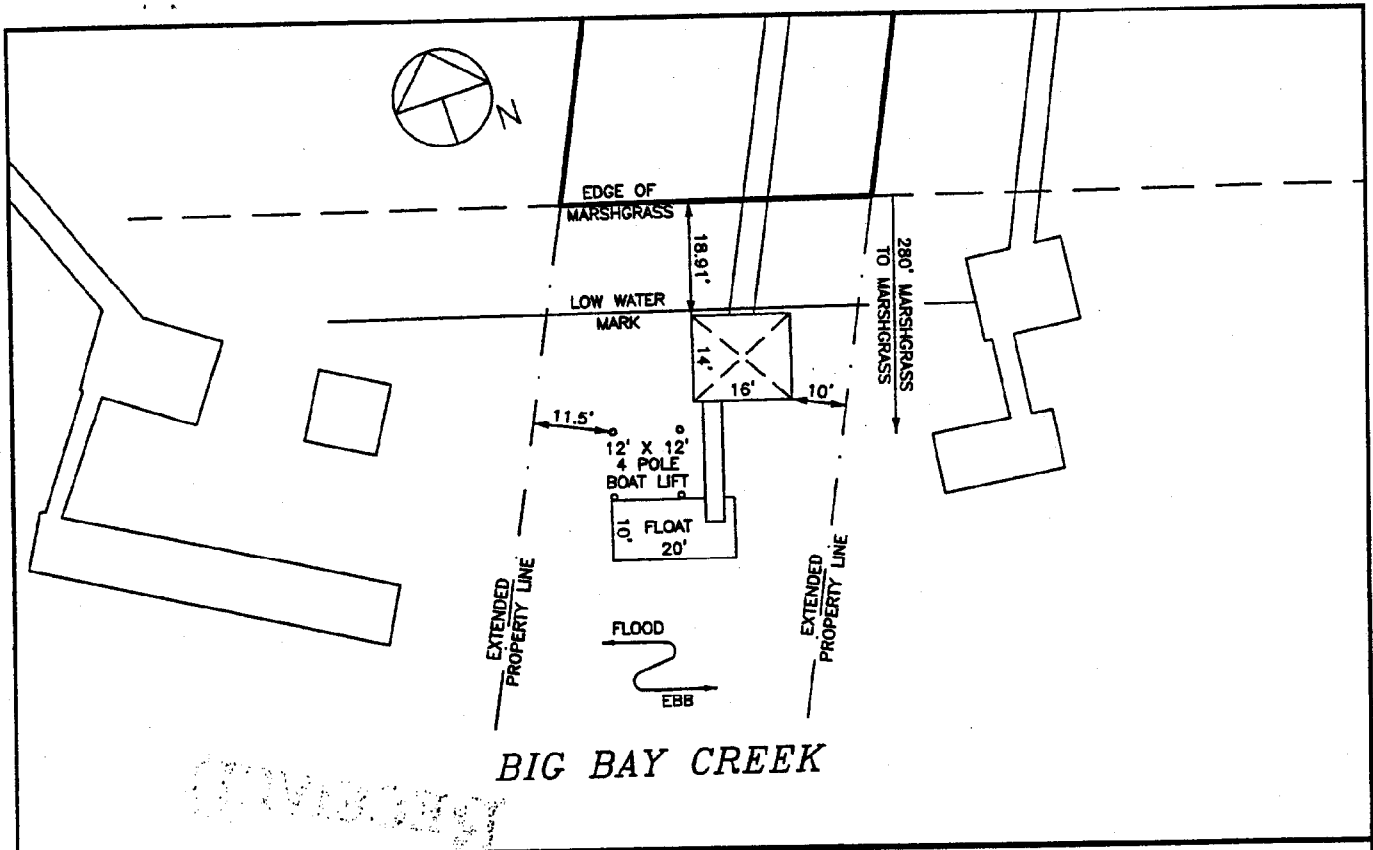 N
EDGE OF
MARSHGRASS
18.91'
280' MARSHGRASS
TO MARSHGRASS
LOW WATER
MARK
14'
16'
10'
11.5'
12' X 12'
4 POLE
BOAT LIFT
10'
FLOAT
20'
EXTENDED
PROPERTY LINE
EXTENDED
PROPERTY LINE
FLOOD
EBB
BIG BAY CREEK